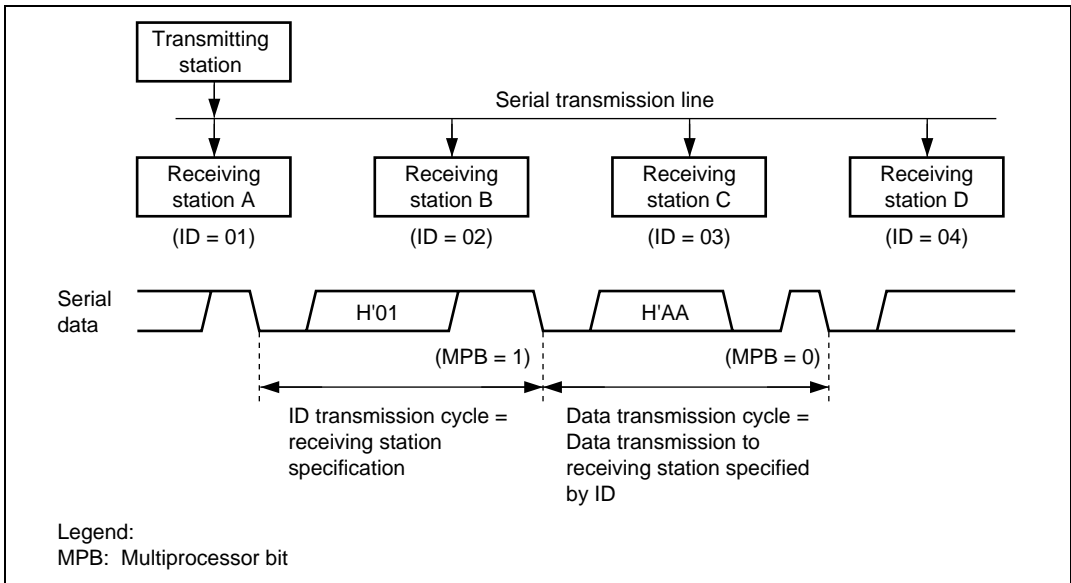 Transmitting
station
Serial transmission line
Receiving
station A
Receiving
station B
Receiving
station C
Receiving
station D
(ID = 01)
(ID = 02)
(ID = 03)
(ID = 04)
Serial
data
H'01
H'AA
(MPB = 1)
(MPB = 0)
ID transmission cycle =
receiving station
specification
Data transmission cycle =
Data transmission to
receiving station specified
by ID
Legend:
MPB: Multiprocessor bit